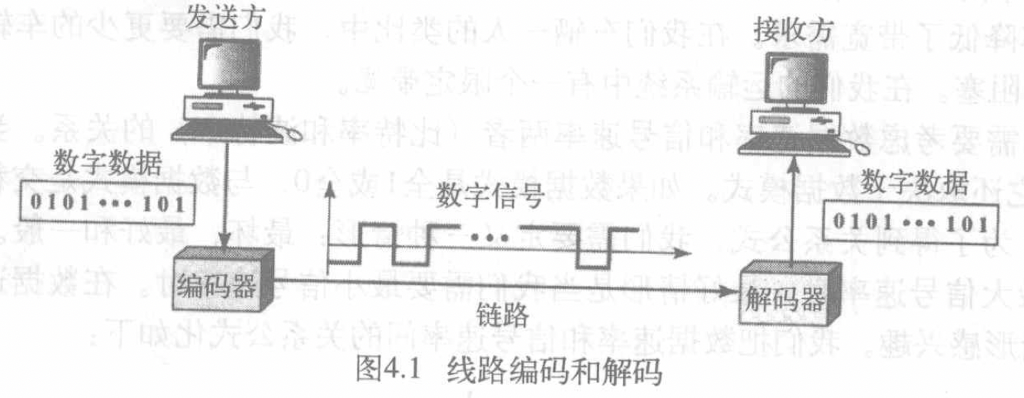 发送方
接收方
数字数据
0101 ··· 101
编码器
数字信号
···
链路
数字数据
0101 ··· 101
解码器
图4.1 线路编码和解码